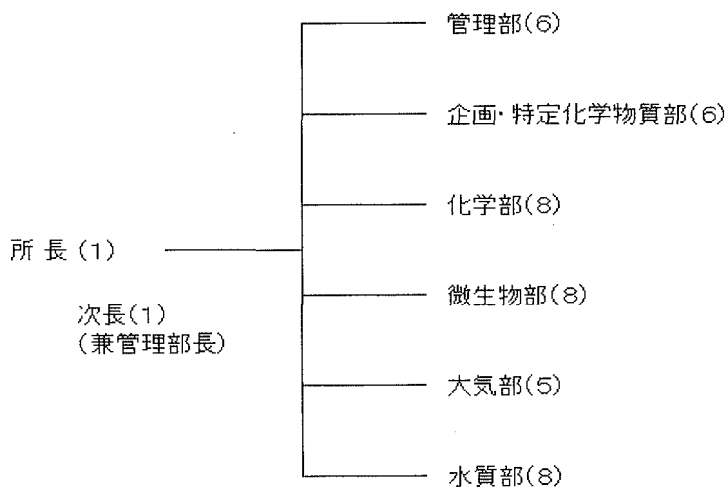 管理部(6)
企画・特定化学物質部(6)
化学部(8)
所 長 (1)
微生物部(8)
次長(1)
(兼管理部長)
大気部(5)
水質部(8)